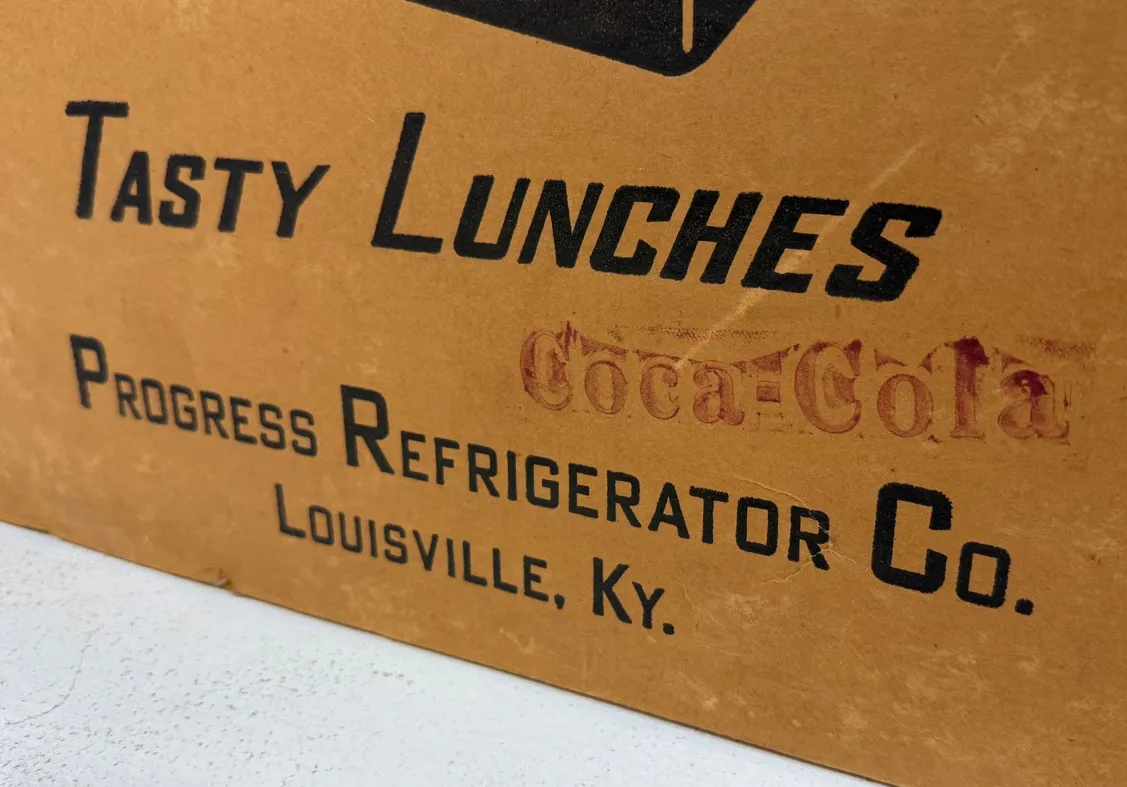 Tasty Lunches
Coca-Cola
Progress Refrigerator Co.
Louisville, Ky.